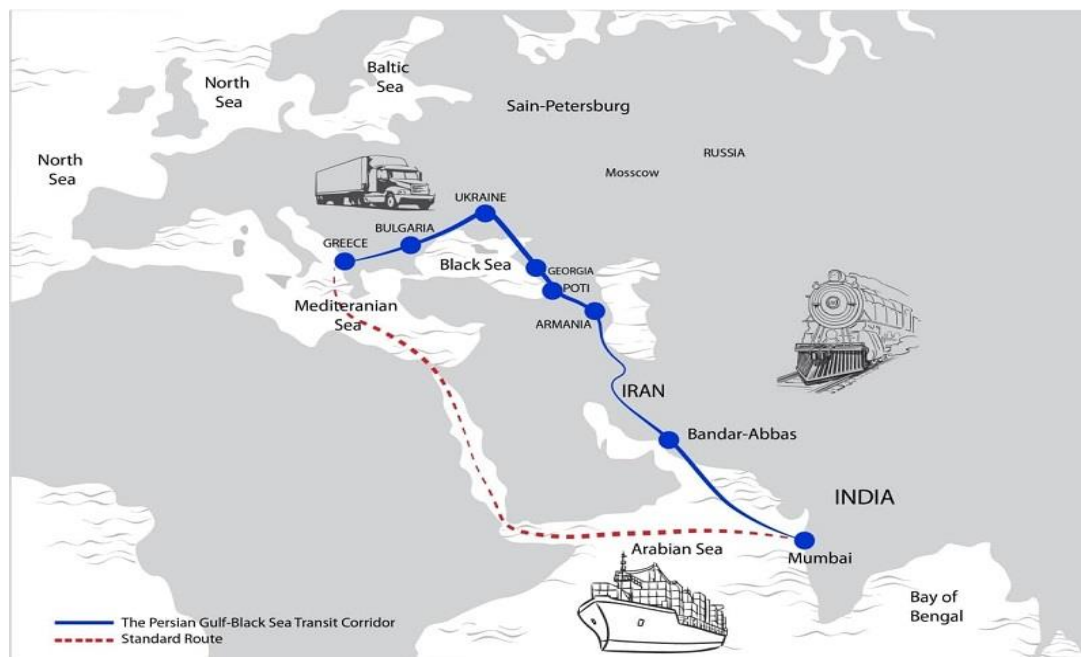 Baltic
Sea
North
Sea
Sain-Petersburg
North
Sea
RUSSIA
Mosscow
UKRAINE
BULGARIA
GREECE
Black Sea
GEORGIA
POTI
Mediteranian
Sea
ARMANIA
IRAN
Bandar-Abbas
INDIA
Arabian Sea
Mumbai
Bay of
Bengal
The Persian Gulf-Black Sea Transit Corridor
Standard Route